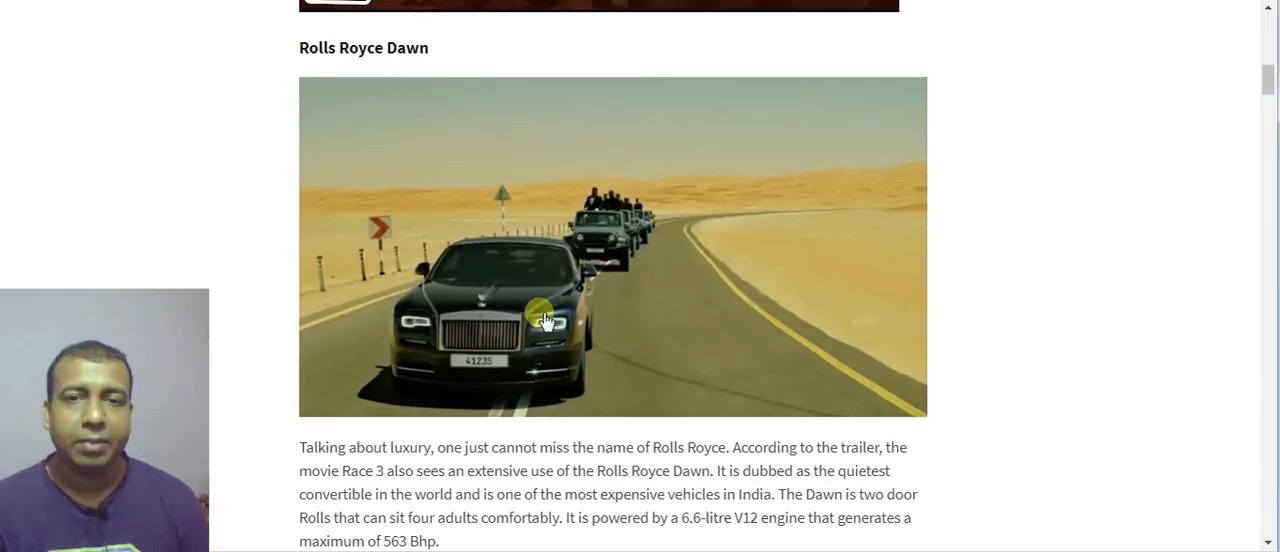 Rolls Royce Dawn
41235
Talking about luxury, one just cannot miss the name of Rolls Royce. According to the trailer, the
movie Race 3 also sees an extensive use of the Rolls Royce Dawn. It is dubbed as the quietest
convertible in the world and is one of the most expensive vehicles in India. The Dawn is two door
Rolls that can sit four adults comfortably. It is powered by a 6.6-litre V12 engine that generates a
maximum of 563 Bhp.